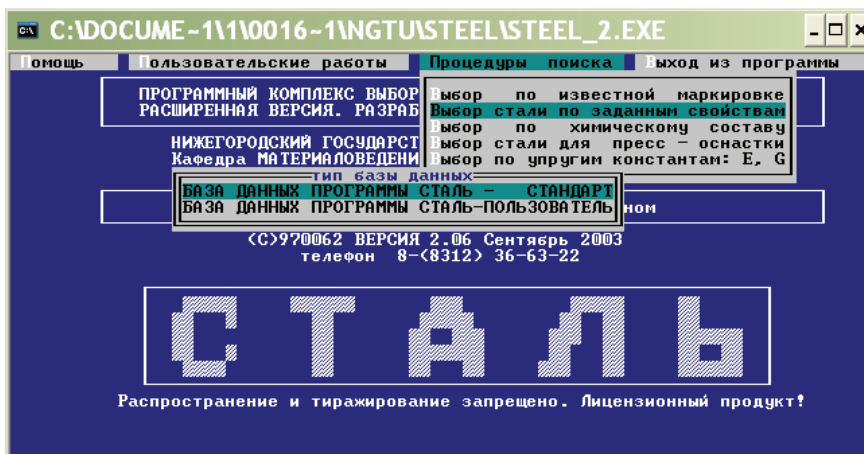 C:\DOCUME~1\1\0016~1\NGTU\STEEL\STEEL_2.EXE
Помощь Пользовательские работы Процедуры поиска Выход из программы
ПРОГРАММНЫЙ КОМПЛЕКС ВЫБОР
РАСШИРЕННАЯ ВЕРСИЯ. РАЗРАБ
НИЖЕГОРОДСКИЙ ГОСУДАРСТ
Кафедра МАТЕРИАЛОВЕДЕНИ
Выбор по известной маркировке
Выбор стали по заданным свойствам
Выбор по химическому составу
Выбор стали для пресс - оснастки
Выбор по упругим константам: E, G
тип базы данных
БАЗА ДАННЫХ ПРОГРАММЫ СТАЛЬ - СТАНДАРТ
БАЗА ДАННЫХ ПРОГРАММЫ СТАЛЬ-ПОЛЬЗОВАТЕЛЬ
ном
(C)970062 ВЕРСИЯ 2.06 Сентябрь 2003
телефон 8-(8312) 36-63-22
СТАЛЬ
Распространение и тиражирование запрещено. Лицензионный продукт!